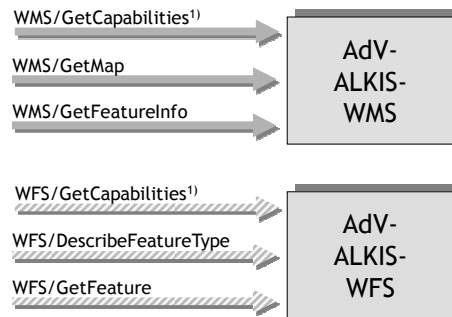 WMS/GetCapabilities¹⁾
WMS/GetMap
WMS/GetFeatureInfo
AdV-
ALKIS-
WMS
WFS/GetCapabilities¹⁾
WFS/DescribeFeatureType
WFS/GetFeature
AdV-
ALKIS-
WFS